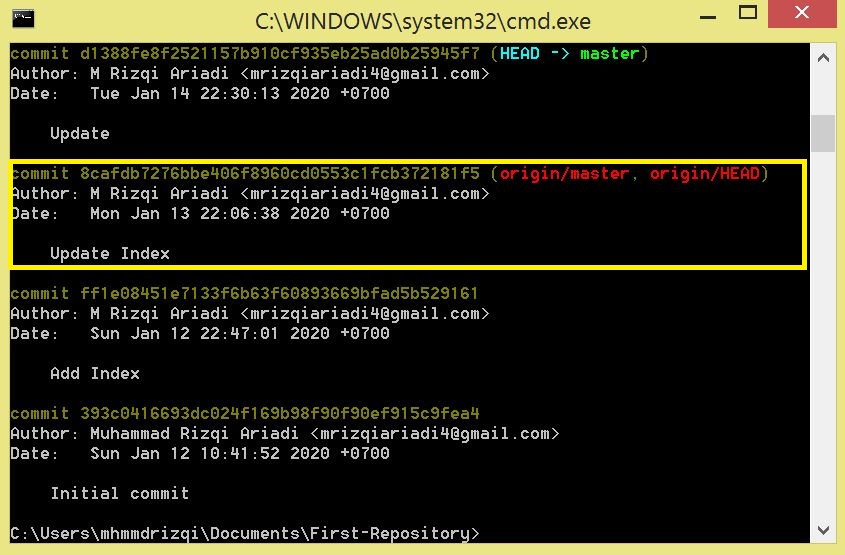 C:\WINDOWS\system32\cmd.exe
commit d1388fe8f2521157b910cf935eb25ad0b25945f7 (HEAD -> master)
Author: M Rizqi Ariadi <mrizqiariadi4@gmail.com>
Date:   Tue Jan 14 22:30:13 2020 +0700
Update
commit 8cafdb7276bbe406f8960cd0553c1fcb372181f5 (origin/master, origin/HEAD)
Author: M Rizqi Ariadi <mrizqiariadi4@gmail.com>
Date:   Mon Jan 13 22:06:38 2020 +0700
Update Index
commit ff1e08451e7133f6b63f60893669bfad5b529161
Author: M Rizqi Ariadi <mrizqiariadi4@gmail.com>
Date:   Sun Jan 12 22:47:01 2020 +0700
Add Index
commit 393c0416693dc024f169b98f90f90ef915c9fea4
Author: Muhammad Rizqi Ariadi <mrizqiariadi4@gmail.com>
Date:   Sun Jan 12 10:41:52 2020 +0700
Initial commit
C:\Users\mhmmdrizqi\Documents\First-Repository>